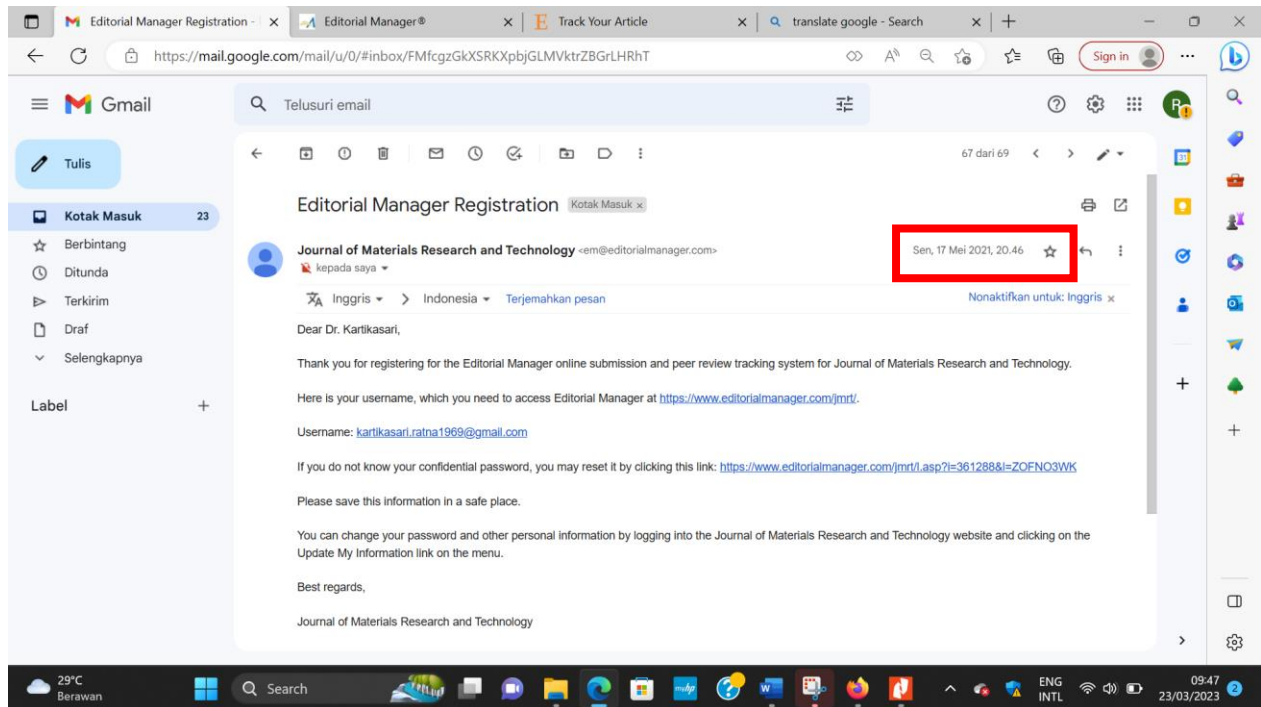 Editorial Manager Registration -
Editorial Manager®
Track Your Article
translate google - Search
https://mail.google.com/mail/u/0/#inbox/FMfcgzGkXSRKXpbjGLMVktrZBGrLHRhT
Sign in
Gmail
Telusuri email
Tulis
67 dari 69
Kotak Masuk 23
Berbintang
Ditunda
Terkirim
Draf
Selengkapnya
Label
Editorial Manager Registration Kotak Masuk x
Journal of Materials Research and Technology <em@editorialmanager.com>
Sen, 17 Mei 2021, 20.46
kepada saya
Inggris > Indonesia Terjemahkan pesan
Nonaktifkan untuk: Inggris x
Dear Dr. Kartikasari,
Thank you for registering for the Editorial Manager online submission and peer review tracking system for Journal of Materials Research and Technology.
Here is your username, which you need to access Editorial Manager at https://www.editorialmanager.com/jmrt/.
Username: kartikasari.ratna1969@gmail.com
If you do not know your confidential password, you may reset it by clicking this link: https://www.editorialmanager.com/jmrt/l.asp?i=361288&l=ZOFNO3WK
Please save this information in a safe place.
You can change your password and other personal information by logging into the Journal of Materials Research and Technology website and clicking on the
Update My Information link on the menu.
Best regards,
Journal of Materials Research and Technology
31
29°C
Berawan
Search
ENG
INTL
09:47
23/03/2023
2